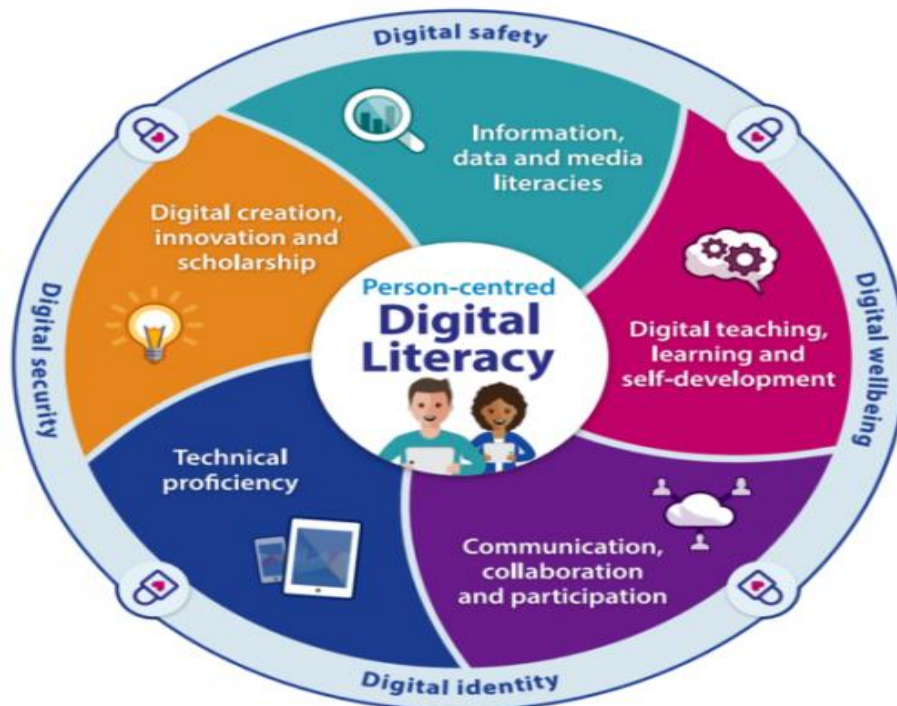 Digital safety
Information,
data and media
literacies
Digital creation,
innovation and
scholarship
Person-centred
Digital
Literacy
Digital teaching,
learning and
self-development
Digital security
Digital wellbeing
Technical
proficiency
Communication,
collaboration
and participation
Digital identity